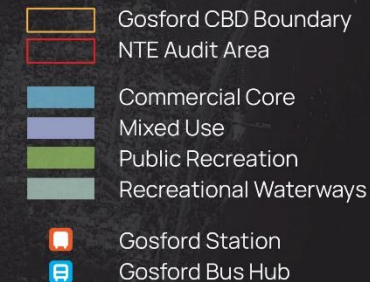 Gosford CBD Boundary
NTE Audit Area
Commercial Core
Mixed Use
Public Recreation
Recreational Waterways
Gosford Station
Gosford Bus Hub